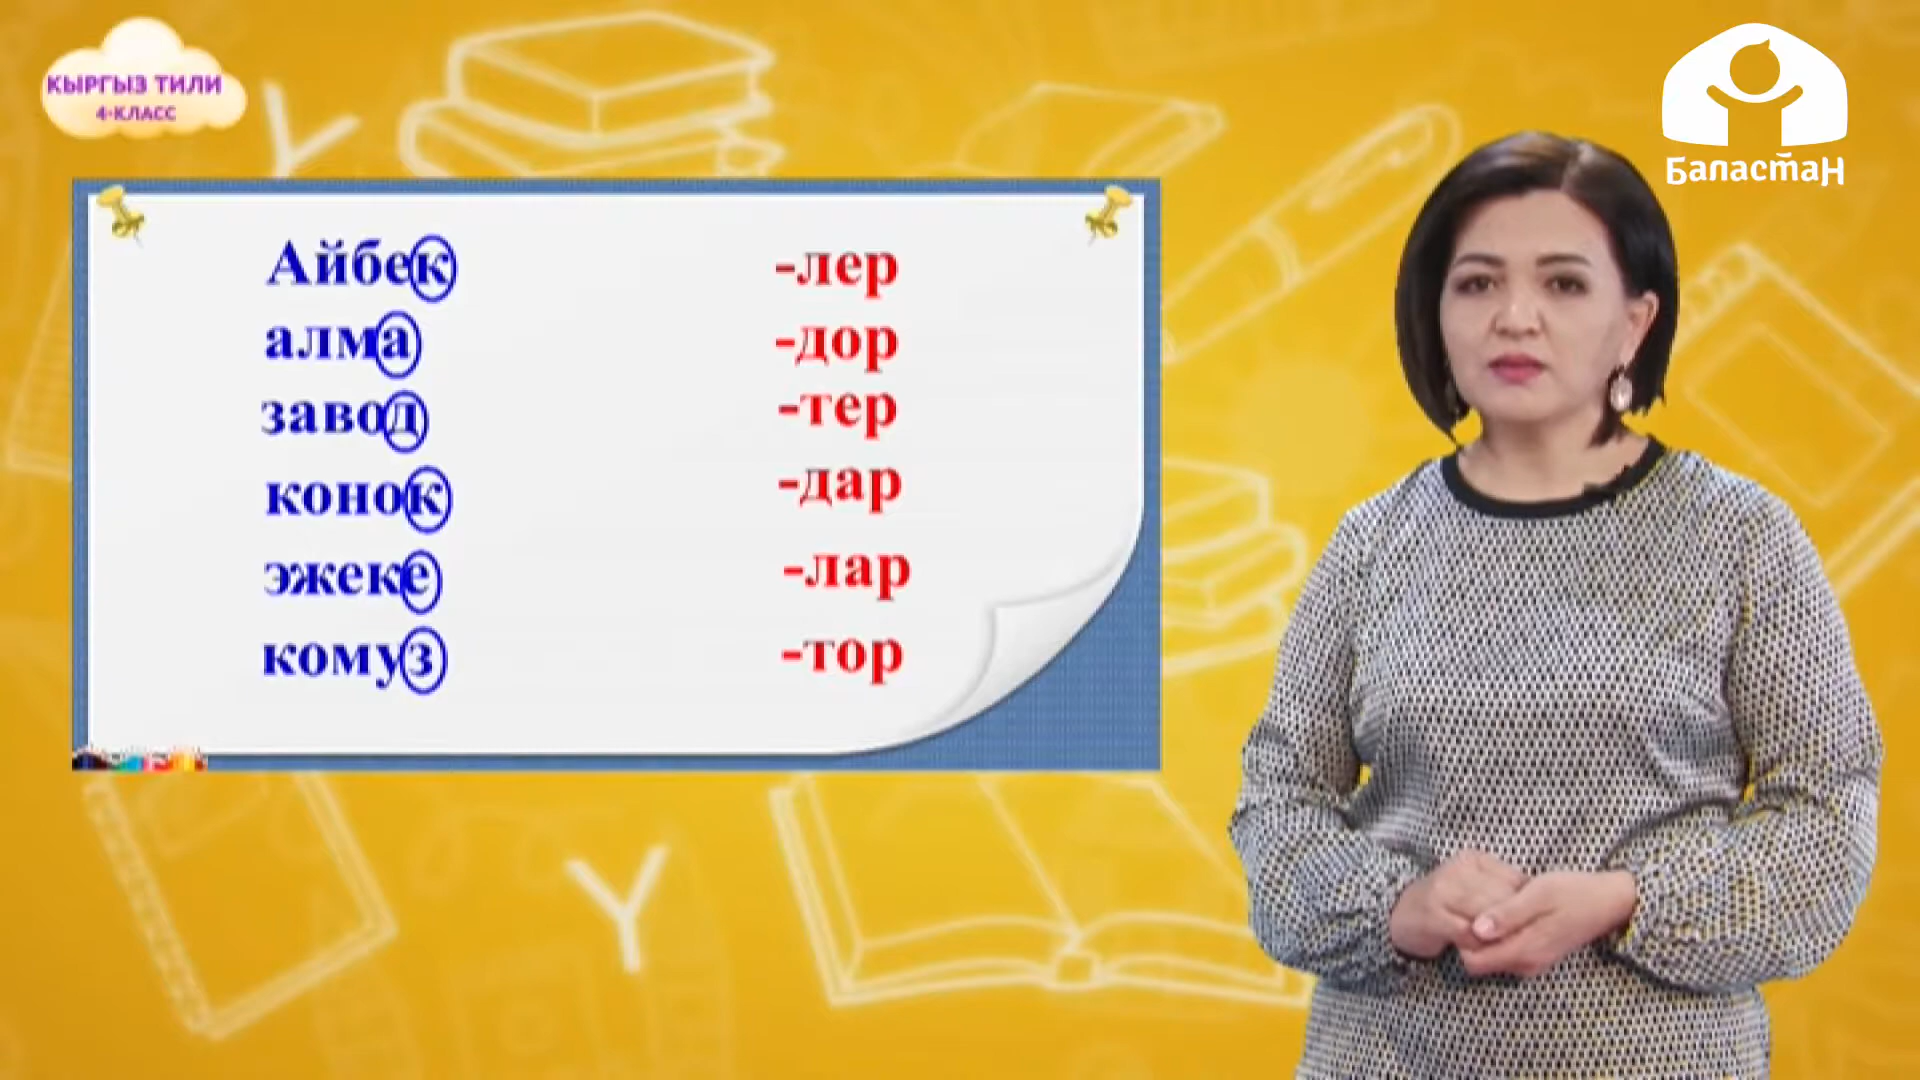 КЫРГЫЗ ТИЛИ
4-КЛАСС
Баластан
Айбек -лер
алма -дор
завод -тер
конок -дар
эжеке -лар
комуз -тор